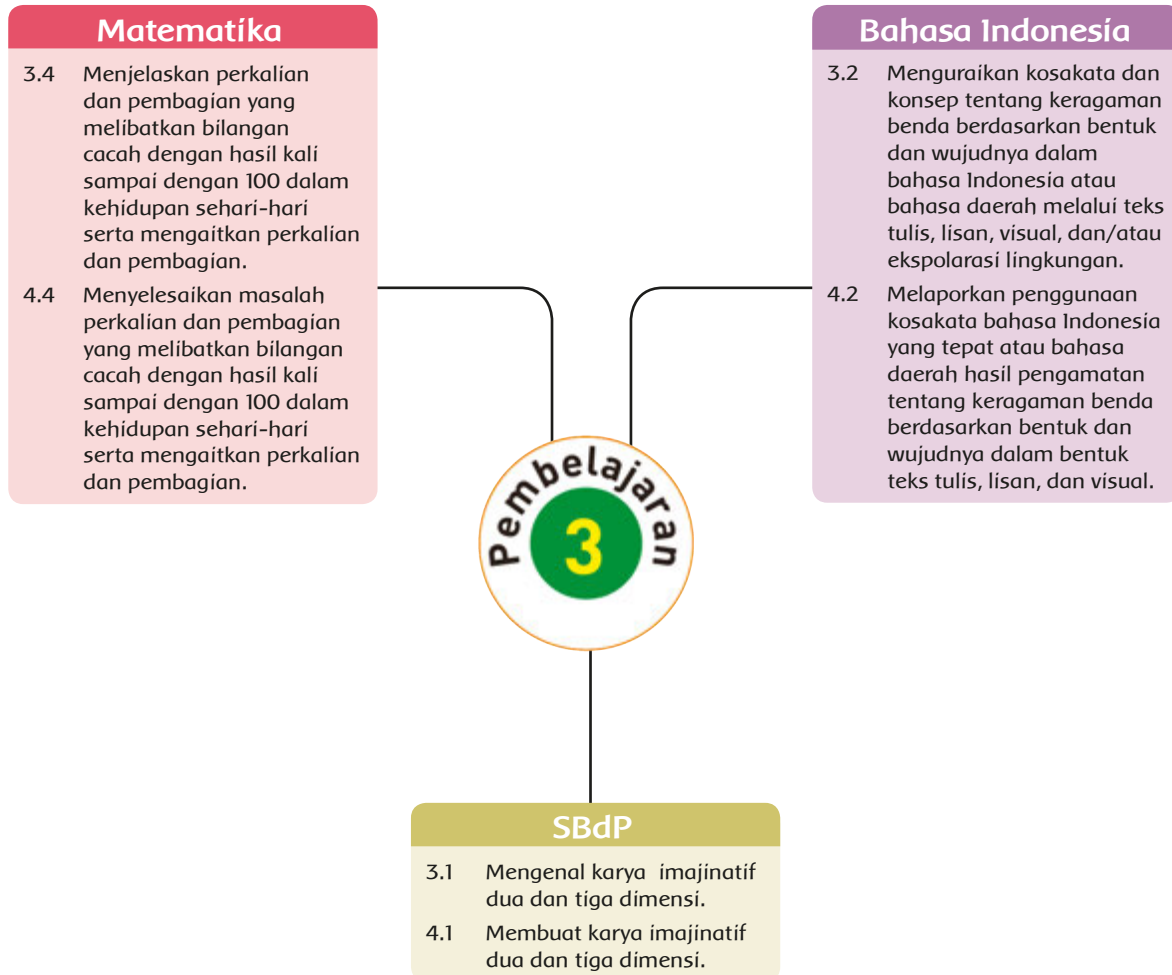 Matematika
3.4 Menjelaskan perkalian
dan pembagian yang
melibatkan bilangan
cacah dengan hasil kali
sampai dengan 100 dalam
kehidupan sehari-hari
serta mengaitkan perkalian
dan pembagian.
4.4 Menyelesaikan masalah
perkalian dan pembagian
yang melibatkan bilangan
cacah dengan hasil kali
sampai dengan 100 dalam
kehidupan sehari-hari
serta mengaitkan perkalian
dan pembagian.
Bahasa Indonesia
3.2 Menguraikan kosakata dan
konsep tentang keragaman
benda berdasarkan bentuk
dan wujudnya dalam
bahasa Indonesia atau
bahasa daerah melalui teks
tulis, lisan, visual, dan/atau
ekspolarasi lingkungan.
4.2 Melaporkan penggunaan
kosakata bahasa Indonesia
yang tepat atau bahasa
daerah hasil pengamatan
tentang keragaman benda
berdasarkan bentuk dan
wujudnya dalam bentuk
teks tulis, lisan, dan visual.
Pembelajaran
3
SBdP
3.1 Mengenal karya imajinatif
dua dan tiga dimensi.
4.1 Membuat karya imajinatif
dua dan tiga dimensi.